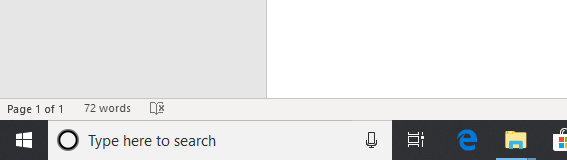 Page 1 of 1 72 words
Type here to search